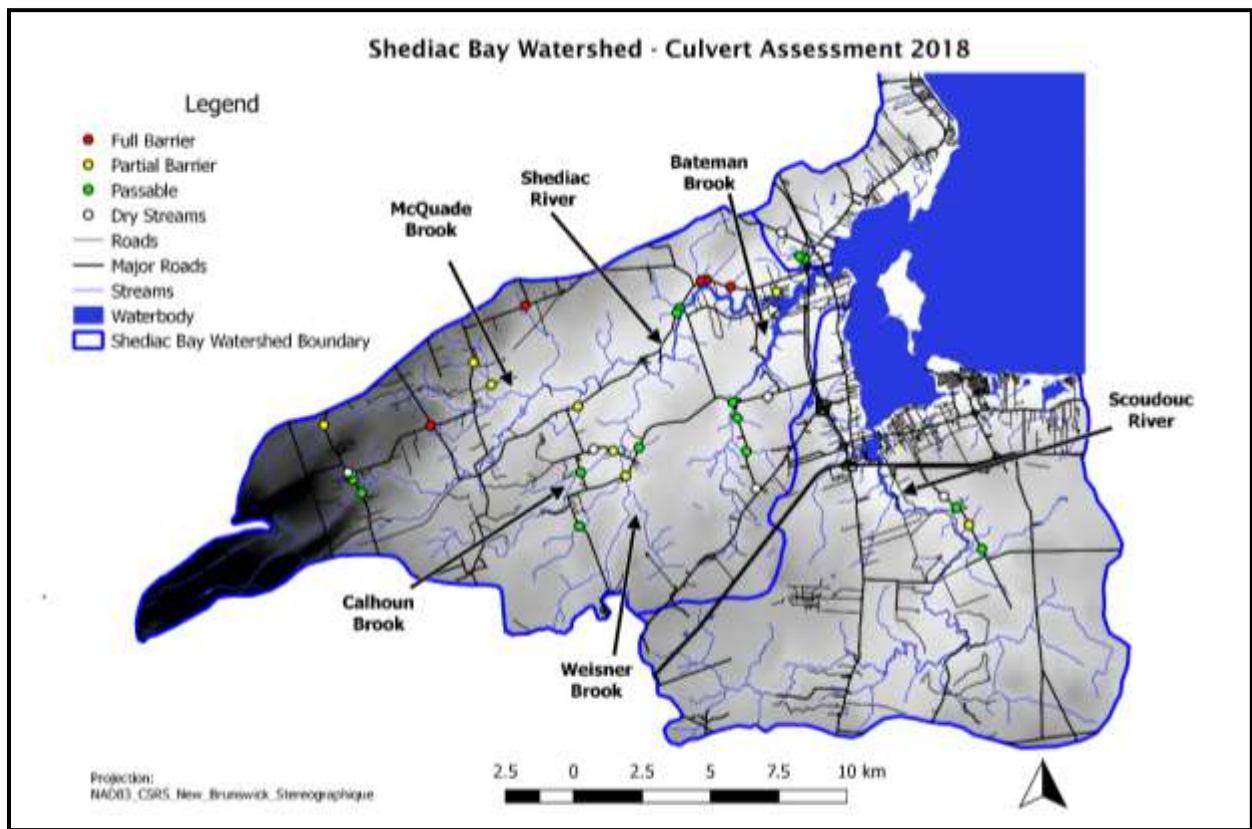 Shediac Bay Watershed - Culvert Assessment 2018
Legend
Full Barrier
Partial Barrier
Passable
Dry Streams
Roads
Major Roads
Streams
Waterbody
Shediac Bay Watershed Boundary
McQuade
Brook
Shediac
River
Bateman
Brook
Scoudouc
River
Calhoun
Brook
Weisner
Brook
Projection:
NAD83_CSRS_New_Brunswick_Stereographique
2.5 0 2.5 5 7.5 10 km